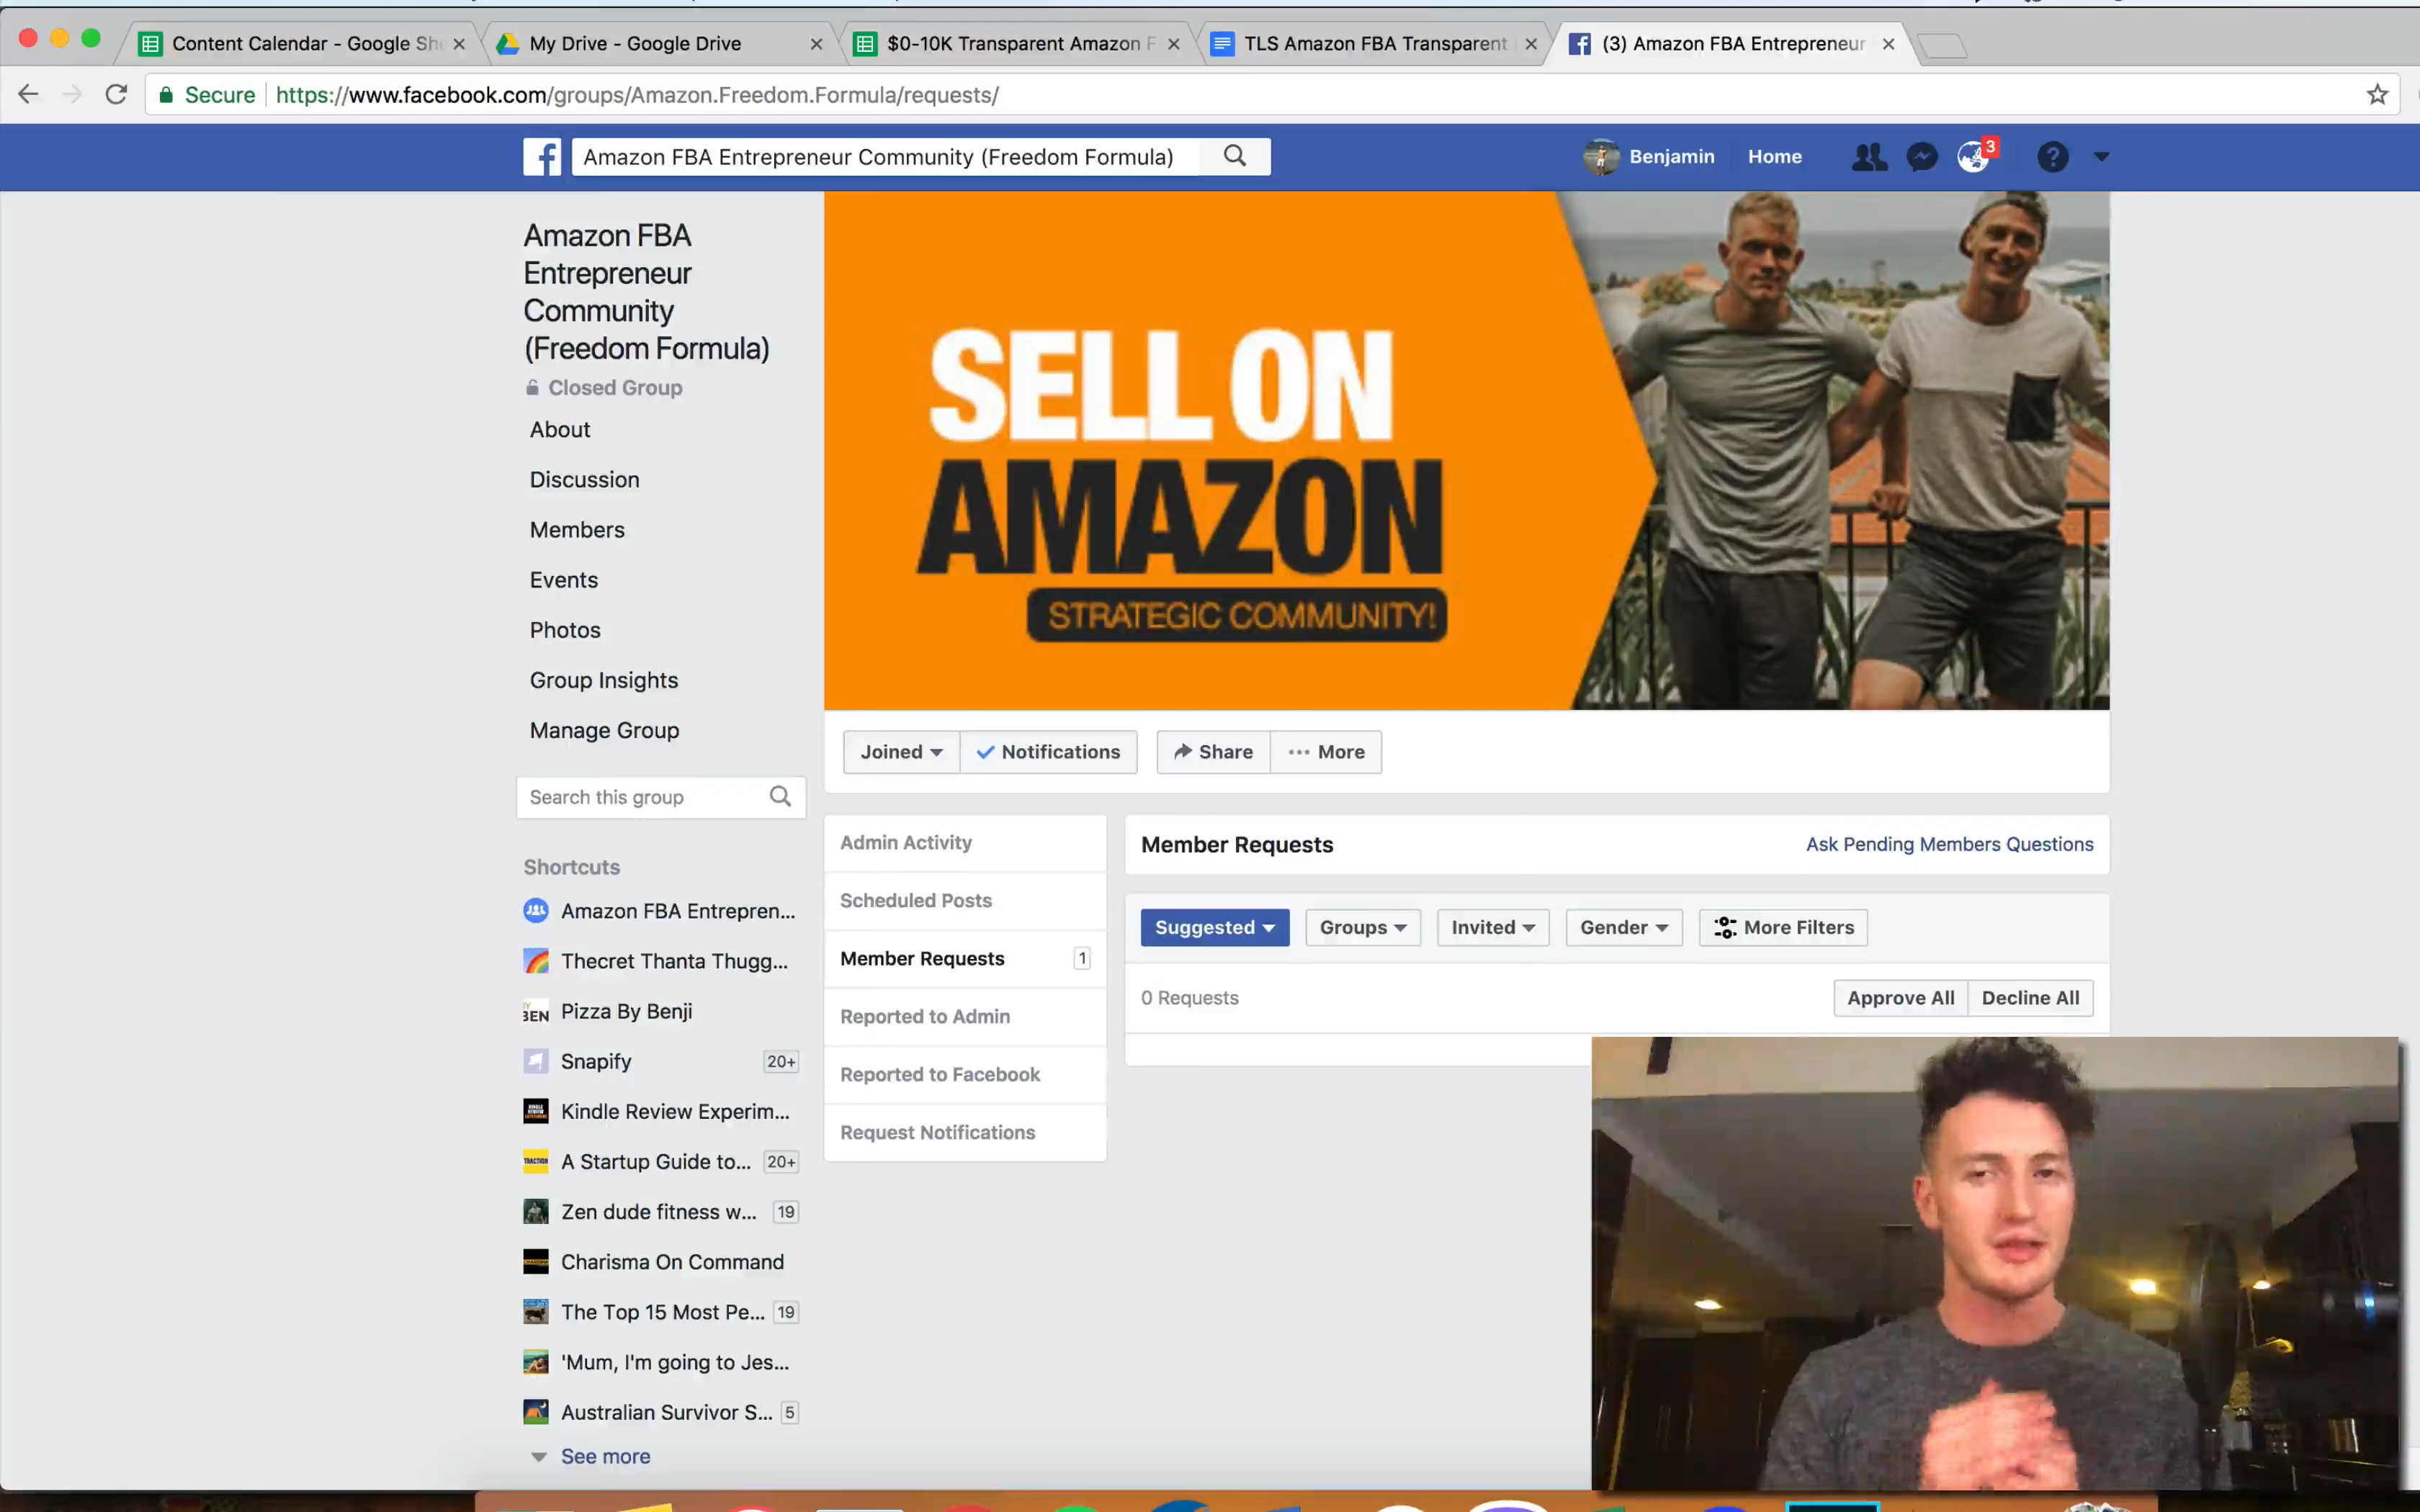 Content Calendar - Google She
My Drive - Google Drive
$0-10K Transparent Amazon F
TLS Amazon FBA Transparent
(3) Amazon FBA Entrepreneur
Secure
https://www.facebook.com/groups/Amazon.Freedom.Formula/requests/
Amazon FBA Entrepreneur Community (Freedom Formula)
Benjamin
Home
3
Amazon FBA
Entrepreneur
Community
(Freedom Formula)
Closed Group
About
Discussion
Members
Events
Photos
Group Insights
Manage Group
Search this group
SELL ON
AMAZON
STRATEGIC COMMUNITY!
Joined
Notifications
Share
More
Shortcuts
Amazon FBA Entrepren...
Thecret Thanta Thugg...
BEN
Pizza By Benji
Snapify 20+
Kindle Review Experim...
TRACTION
A Startup Guide to... 20+
Zen dude fitness w... 19
Charisma On Command
The Top 15 Most Pe... 19
'Mum, I'm going to Jes...
Australian Survivor S... 5
See more
Admin Activity
Scheduled Posts
Member Requests 1
Reported to Admin
Reported to Facebook
Request Notifications
Member Requests
Ask Pending Members Questions
Suggested
Groups
Invited
Gender
More Filters
0 Requests
Approve All
Decline All